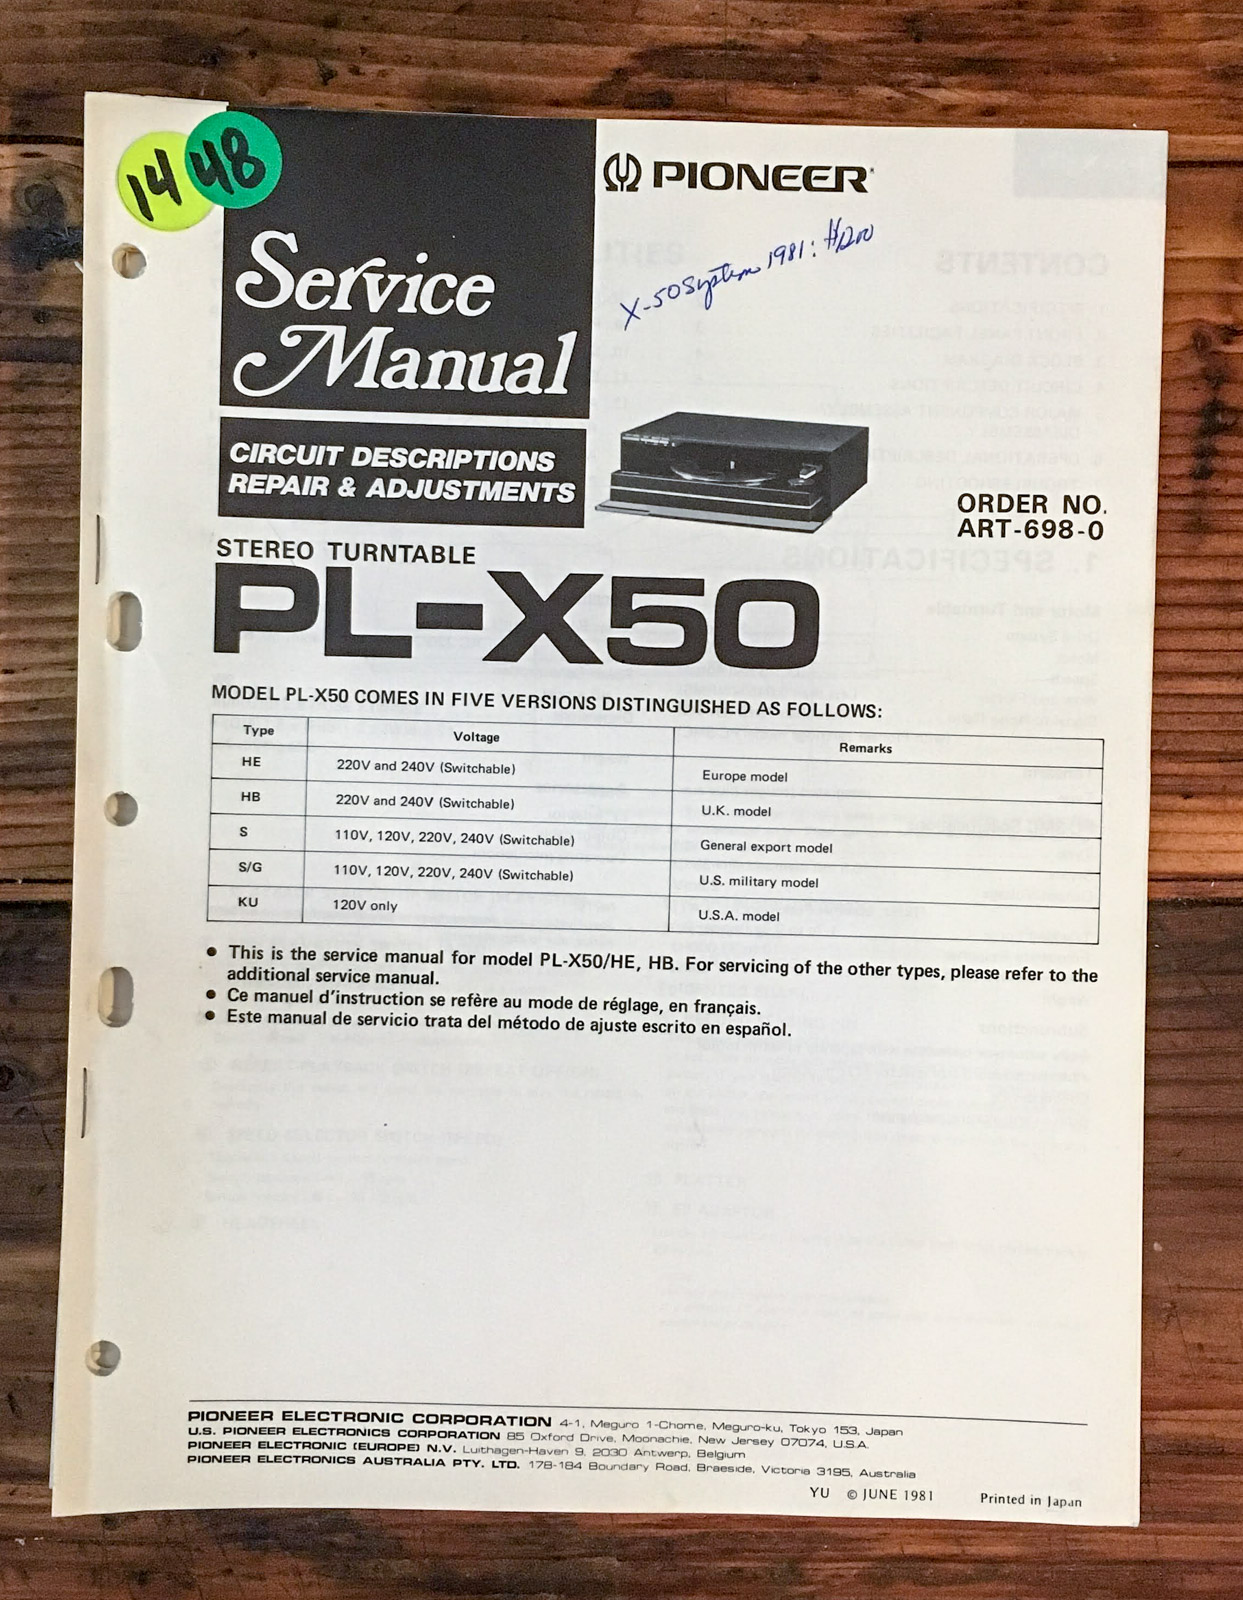 14 48
PIONEER
X-50 System 1981: #1200
Service
Manual
CIRCUIT DESCRIPTIONS
REPAIR & ADJUSTMENTS
ORDER NO.
ART-698-0
STEREO TURNTABLE
PL-X50
MODEL PL-X50 COMES IN FIVE VERSIONS DISTINGUISHED AS FOLLOWS:
Type Voltage Remarks
HE 220V and 240V (Switchable) Europe model
HB 220V and 240V (Switchable) U.K. model
S 110V, 120V, 220V, 240V (Switchable) General export model
S/G 110V, 120V, 220V, 240V (Switchable) U.S. military model
KU 120V only U.S.A. model
● This is the service manual for model PL-X50/HE, HB. For servicing of the other types, please refer to the
additional service manual.
● Ce manuel d'instruction se refère au mode de réglage, en français.
● Este manual de servicio trata del método de ajuste escrito en español.
PIONEER ELECTRONIC CORPORATION 4-1, Meguro 1-Chome, Meguro-ku, Tokyo 153, Japan
U.S. PIONEER ELECTRONICS CORPORATION 85 Oxford Drive, Moonachie, New Jersey 07074, U.S.A.
PIONEER ELECTRONIC (EUROPE) N.V. Luithagen-Haven 9, 2030 Antwerp, Belgium
PIONEER ELECTRONICS AUSTRALIA PTY. LTD. 178-184 Boundary Road, Braeside, Victoria 3195, Australia
YU © JUNE 1981 Printed in Japan